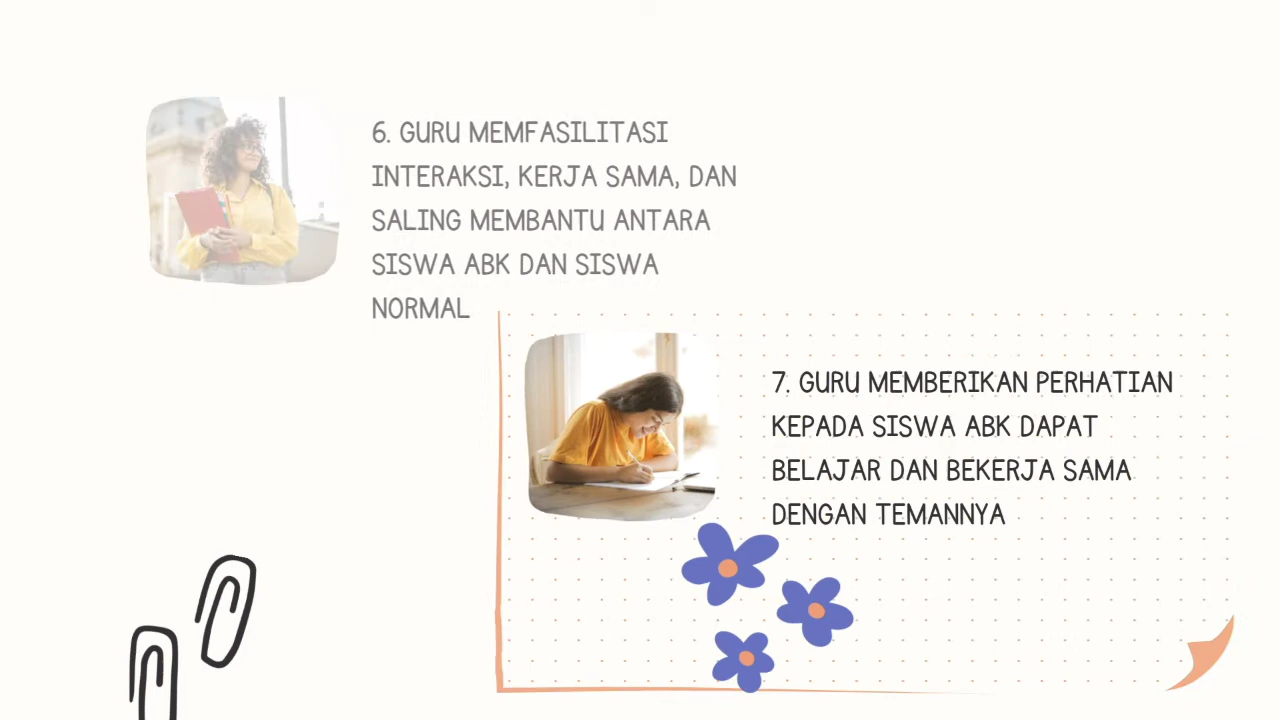 6. GURU MEMFASILITASI
INTERAKSI, KERJA SAMA, DAN
SALING MEMBANTU ANTARA
SISWA ABK DAN SISWA
NORMAL
7. GURU MEMBERIKAN PERHATIAN
KEPADA SISWA ABK DAPAT
BELAJAR DAN BEKERJA SAMA
DENGAN TEMANNYA